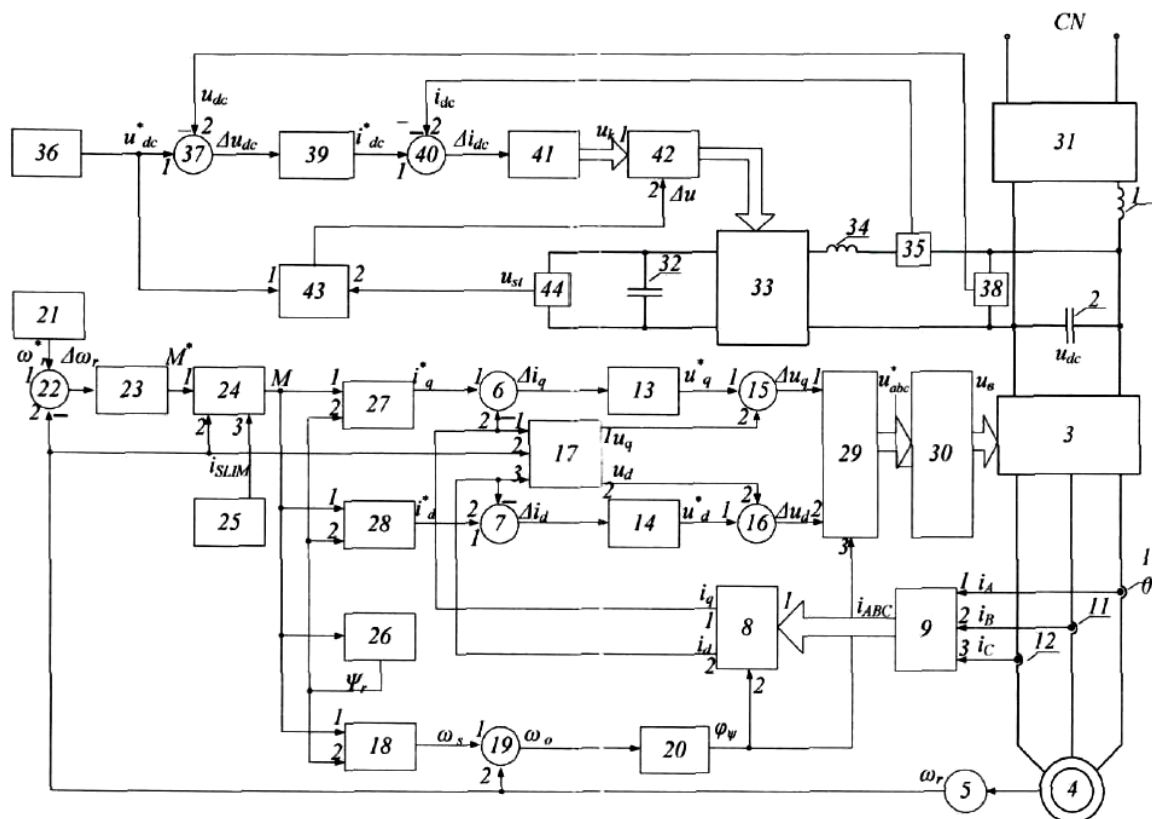 CN
u_dc
i_dc
36
u*_dc
–
2
37
1
Δu_dc
39
i*_dc
–
2
40
1
Δi_dc
41
u_k
1
42
2
Δu
31
1
34
35
1
43
2
u_st
44
32
33
38
2
u_dc
21
ω*_r
1
22
2
–
Δω_r
23
M*
1
24
2
3
M
i_SLIM
25
1
2
27
i*_q
1
6
2
–
Δi_q
13
u*_q
1
15
2
Δu_q
1
u*_abc
u_в
1
2
3
17
1
u_q
u_d
2
29
30
3
1
2
28
i*_d
2
7
1
–
Δi_d
14
u*_d
1
2
16
Δu_d
2
3
26
ψ_r
i_q
1
i_d
2
8
1
2
i_ABC
9
1
i_A
2
i_B
3
i_C
10
11
12
1
2
18
ω_s
1
19
2
ω_o
20
φ_ψ
ω_r
5
4